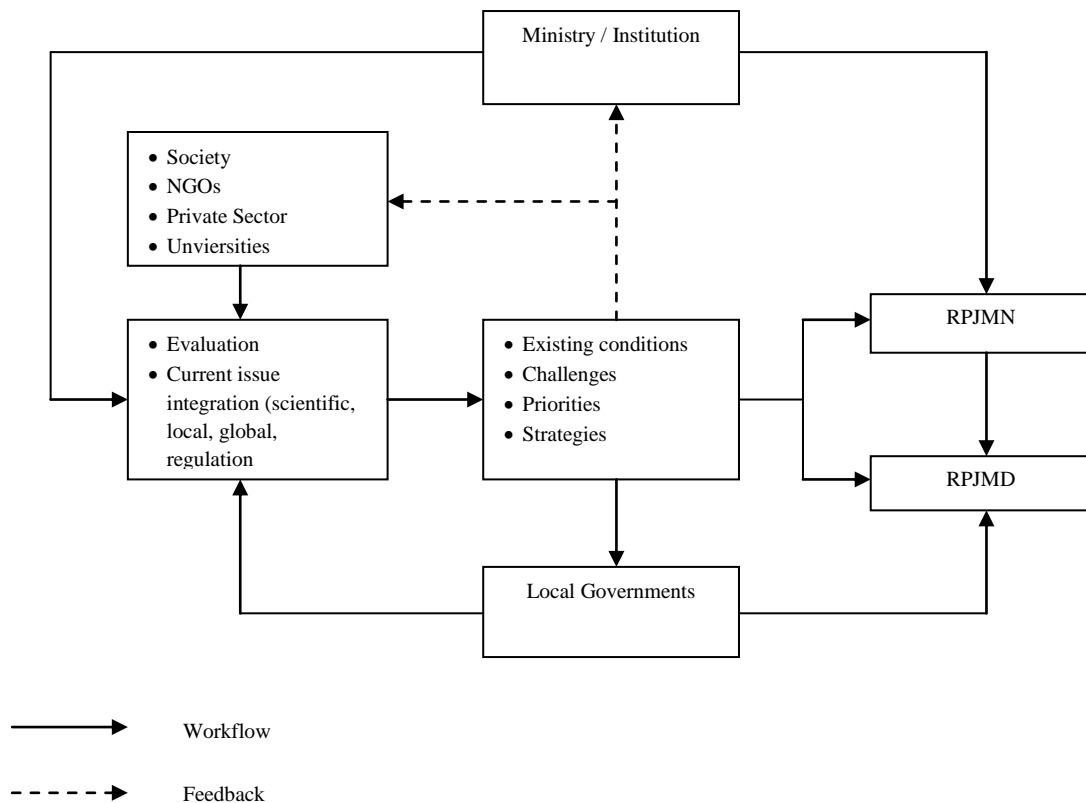 Ministry / Institution
• Society
• NGOs
• Private Sector
• Unviersities
RPJMN
• Evaluation
• Current issue
integration (scientific,
local, global,
regulation
• Existing conditions
• Challenges
• Priorities
• Strategies
RPJMD
Local Governments
Workflow
Feedback